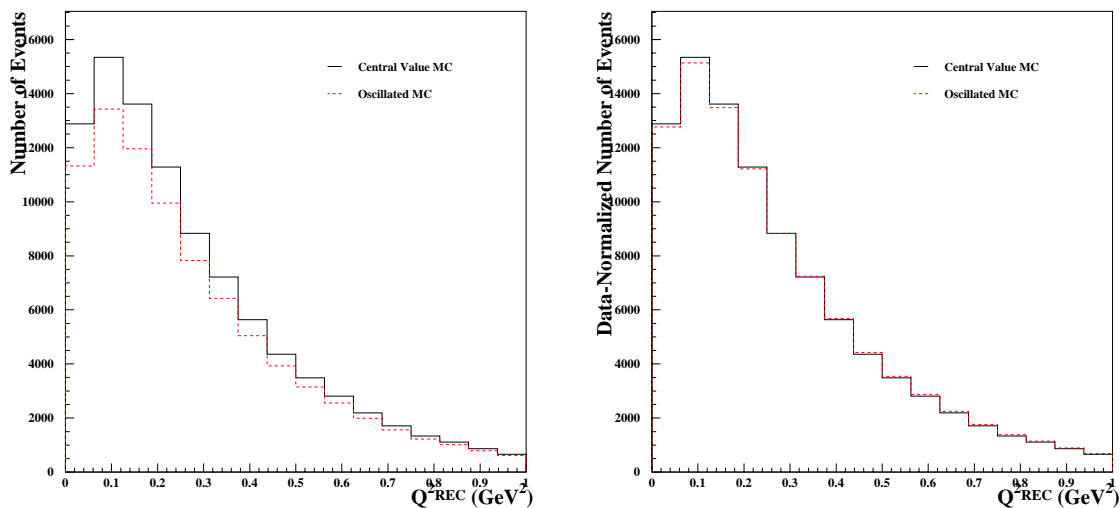 Number of Events
16000
14000
12000
10000
8000
6000
4000
2000
0
Central Value MC
Oscillated MC
0 0.1 0.2 0.3 0.4 0.5 0.6 0.7 0.8 0.9 1
Q²ᴿᴱᶜ (GeV²)
Data-Normalized Number of Events
16000
14000
12000
10000
8000
6000
4000
2000
0
Central Value MC
Oscillated MC
0 0.1 0.2 0.3 0.4 0.5 0.6 0.7 0.8 0.9 1
Q²ᴿᴱᶜ (GeV²)